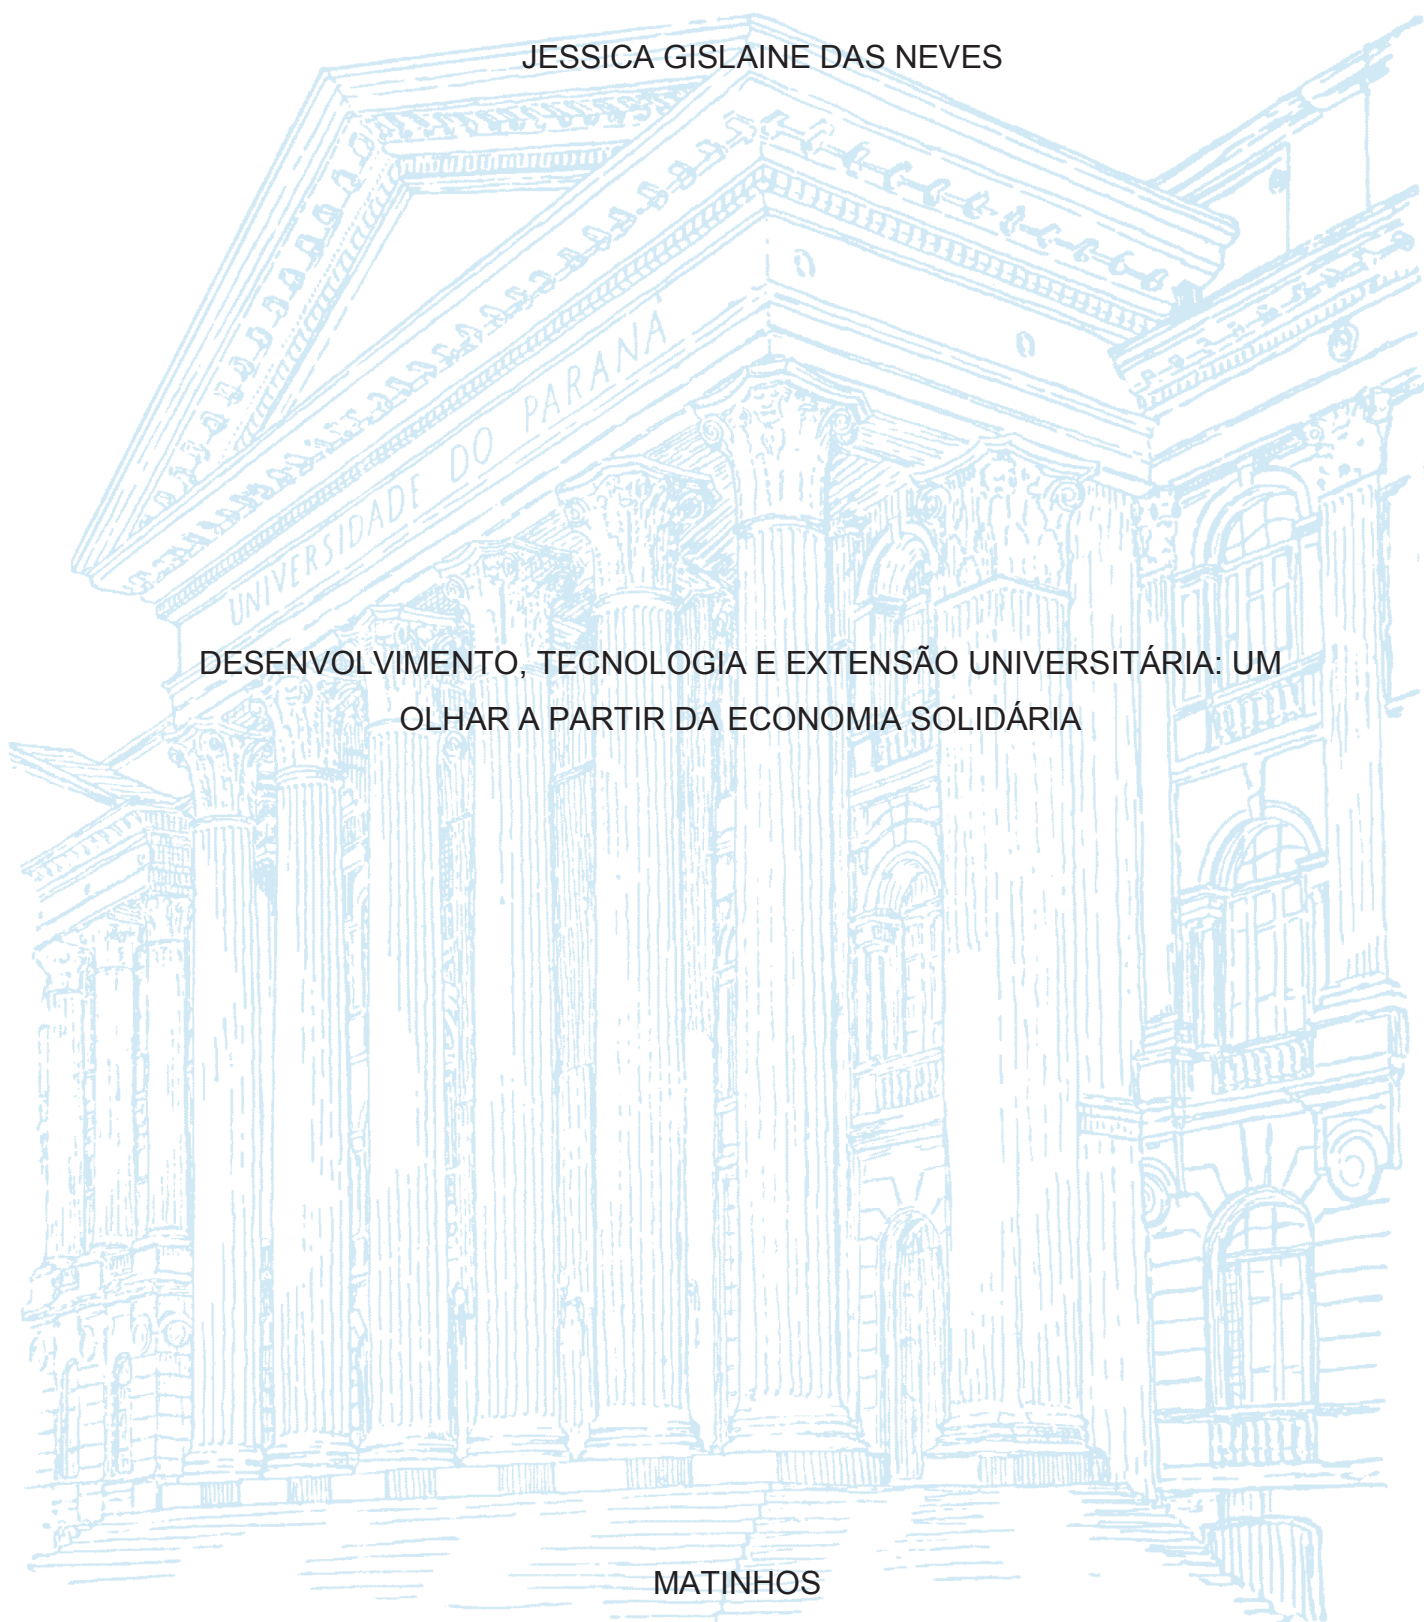 JESSICA GISLAINE DAS NEVES
UNIVERSIDADE DO PARANÁ
DESENVOLVIMENTO, TECNOLOGIA E EXTENSÃO UNIVERSITÁRIA: UM
OLHAR A PARTIR DA ECONOMIA SOLIDÁRIA
MATINHOS